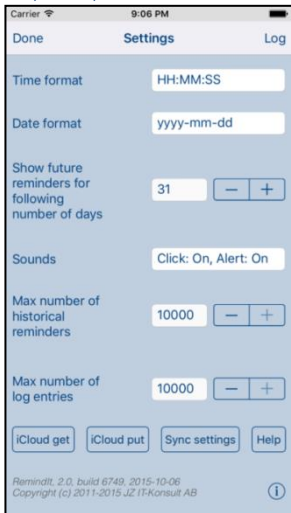 Carrier 9:06 PM
Done Settings Log
Time format HH:MM:SS
Date format yyyy-mm-dd
Show future
reminders for
following
number of days
31 — +
Sounds Click: On, Alert: On
Max number of
historical
reminders
10000 — +
Max number of
log entries
10000 — +
iCloud get iCloud put Sync settings Help
RemindIt, 2.0, build 6749, 2015-10-06
Copyright (c) 2011-2015 JZ IT-Konsult AB